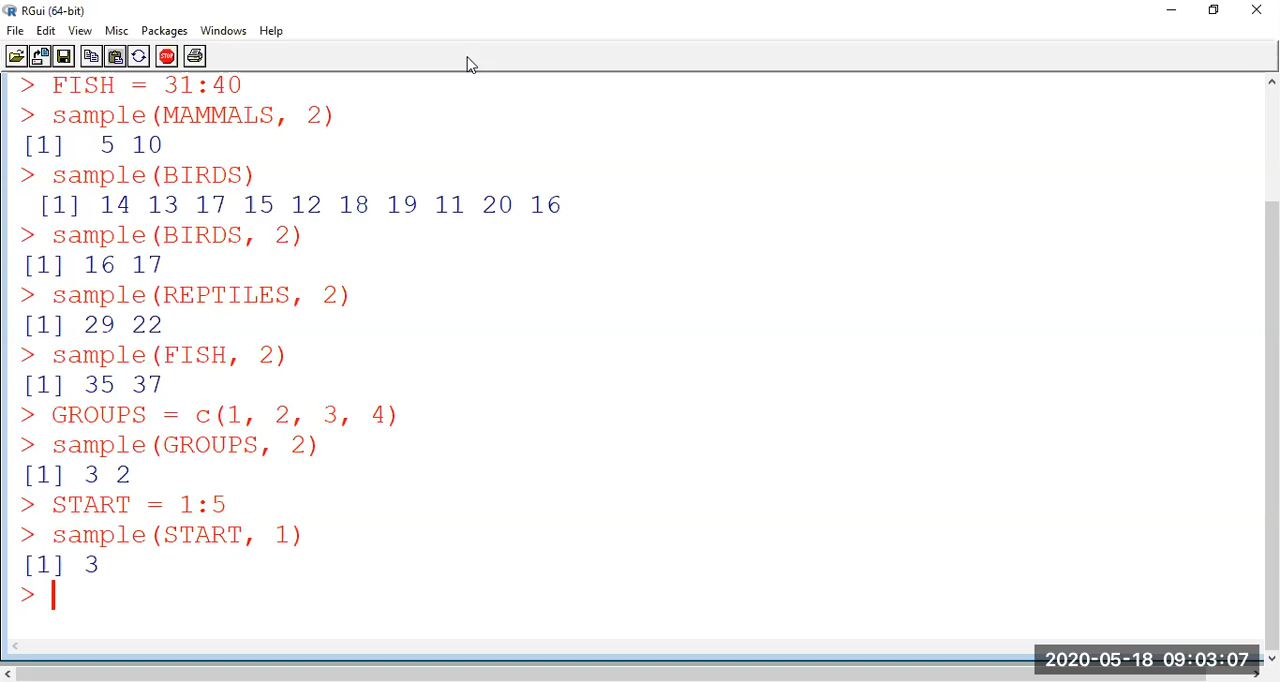 RGui (64-bit)
File Edit View Misc Packages Windows Help
STOP
> FISH = 31:40
> sample(MAMMALS, 2)
[1]  5 10
> sample(BIRDS)
 [1] 14 13 17 15 12 18 19 11 20 16
> sample(BIRDS, 2)
[1] 16 17
> sample(REPTILES, 2)
[1] 29 22
> sample(FISH, 2)
[1] 35 37
> GROUPS = c(1, 2, 3, 4)
> sample(GROUPS, 2)
[1] 3 2
> START = 1:5
> sample(START, 1)
[1] 3
>
2020-05-18 09:03:07